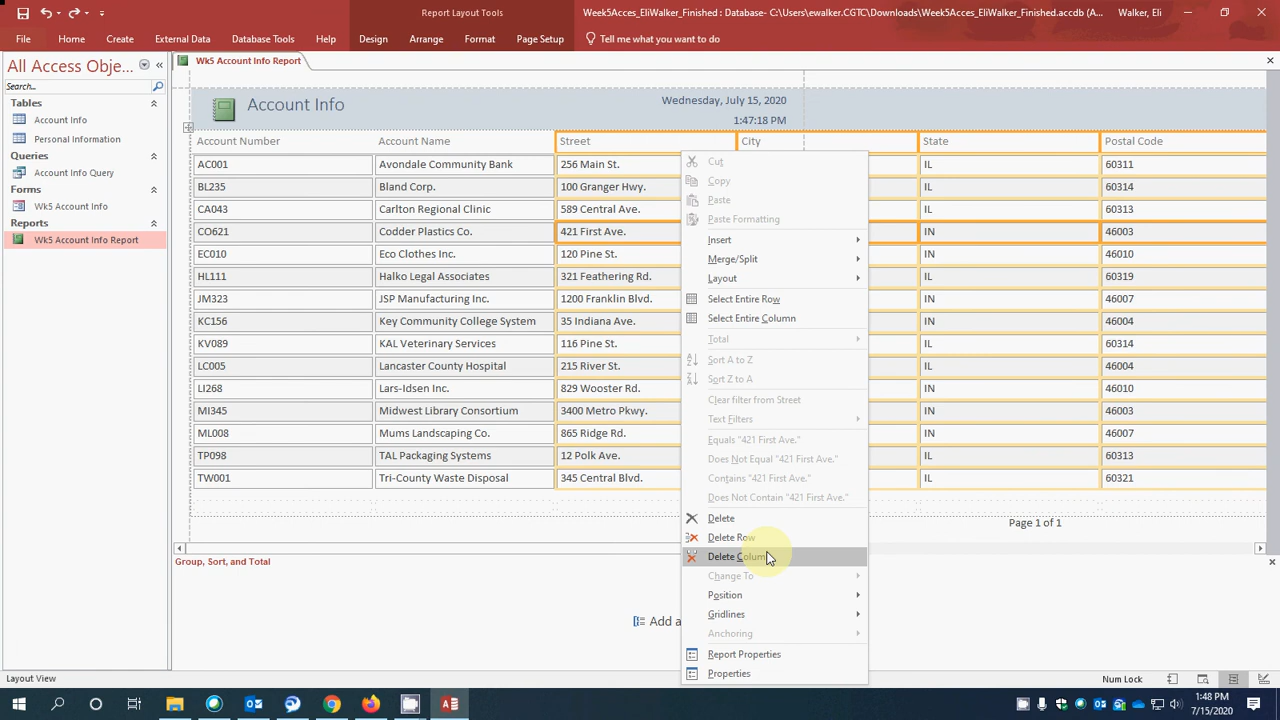 Report Layout Tools
Week5Acces_EliWalker_Finished : Database- C:\Users\ewalker.CGTC\Downloads\Week5Acces_EliWalker_Finished.accdb (A...
Walker, Eli
File Home Create External Data Database Tools Help Design Arrange Format Page Setup Tell me what you want to do
All Access Obje...
Search...
Tables
Account Info
Personal Information
Queries
Account Info Query
Forms
Wk5 Account Info
Reports
Wk5 Account Info Report
Wk5 Account Info Report
Account Info
Wednesday, July 15, 2020
1:47:18 PM
Account Number Account Name Street City State Postal Code
AC001 Avondale Community Bank 256 Main St. IL 60311
BL235 Bland Corp. 100 Granger Hwy. IL 60314
CA043 Carlton Regional Clinic 589 Central Ave. IL 60313
CO621 Codder Plastics Co. 421 First Ave. IN 46003
EC010 Eco Clothes Inc. 120 Pine St. IN 46010
HL111 Halko Legal Associates 321 Feathering Rd. IL 60319
JM323 JSP Manufacturing Inc. 1200 Franklin Blvd. IN 46007
KC156 Key Community College System 35 Indiana Ave. IN 46004
KV089 KAL Veterinary Services 116 Pine St. IL 60314
LC005 Lancaster County Hospital 215 River St. IL 46004
LI268 Lars-Idsen Inc. 829 Wooster Rd. IN 46010
MI345 Midwest Library Consortium 3400 Metro Pkwy. IN 46003
ML008 Mums Landscaping Co. 865 Ridge Rd. IN 46007
TP098 TAL Packaging Systems 12 Polk Ave. IL 60313
TW001 Tri-County Waste Disposal 345 Central Blvd. IL 60321
Page 1 of 1
Cut
Copy
Paste
Paste Formatting
Insert
Merge/Split
Layout
Select Entire Row
Select Entire Column
Total
Sort A to Z
Sort Z to A
Clear filter from Street
Text Filters
Equals "421 First Ave."
Does Not Equal "421 First Ave."
Contains "421 First Ave."
Does Not Contain "421 First Ave."
Delete
Delete Row
Delete Colum
Change To
Position
Gridlines
Anchoring
Report Properties
Properties
Group, Sort, and Total
Add a
Layout View
Num Lock
1:48 PM
7/15/2020